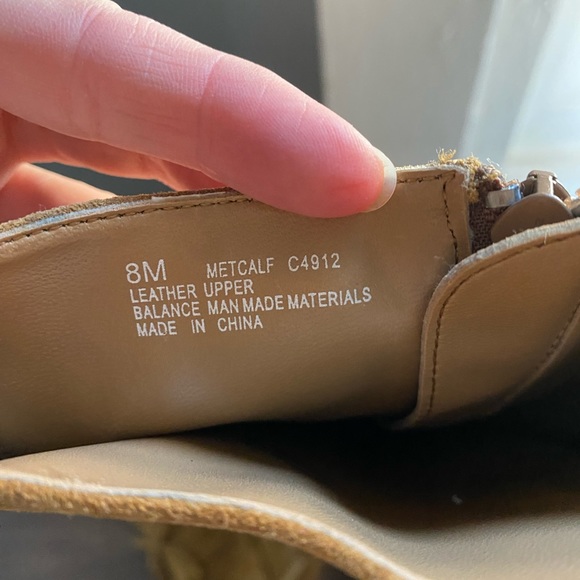 8M METCALF C4912
LEATHER UPPER
BALANCE MAN MADE MATERIALS
MADE IN CHINA